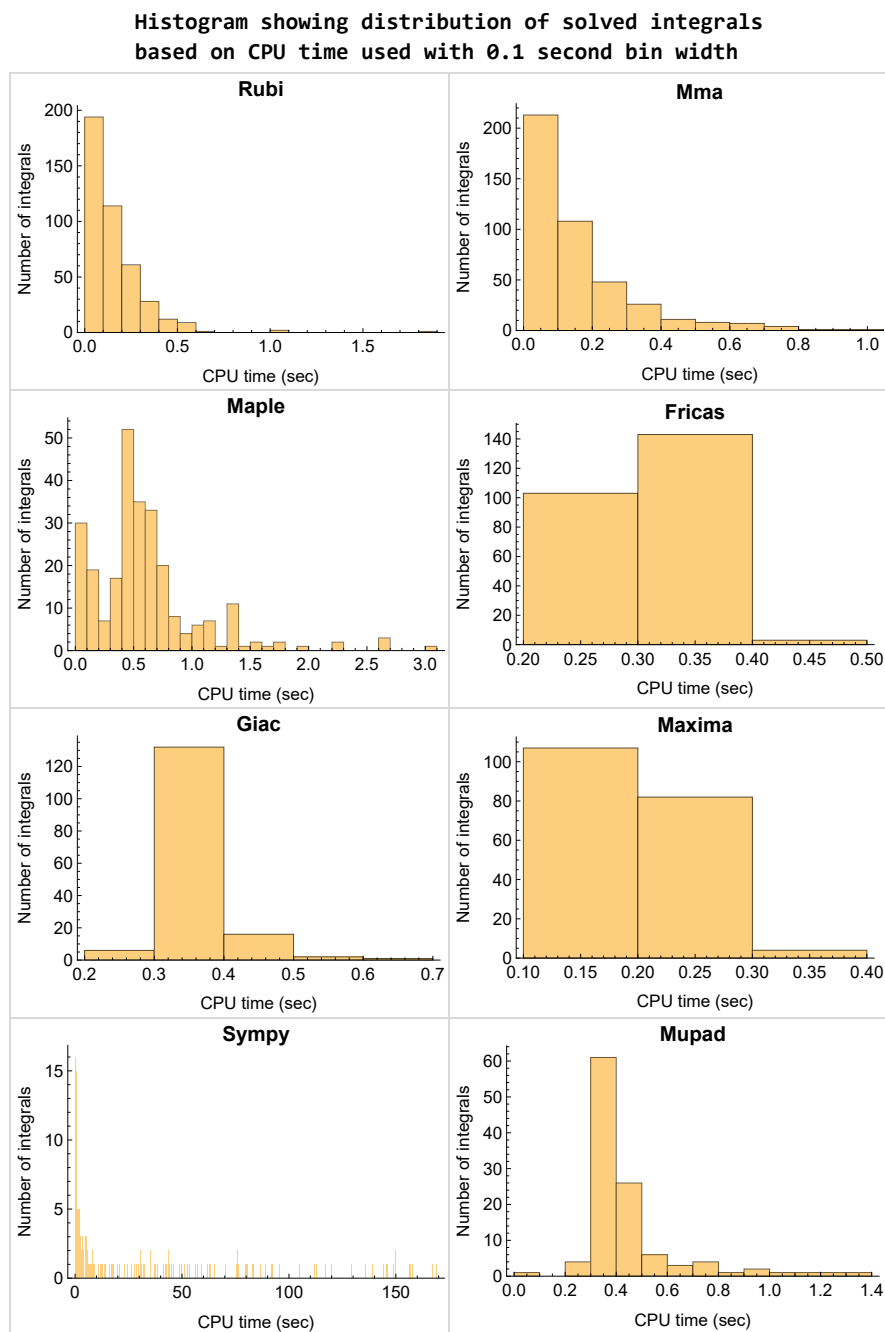 Histogram showing distribution of solved integrals
based on CPU time used with 0.1 second bin width
Rubi
Number of integrals
200
150
100
50
0
0.0 0.5 1.0 1.5
CPU time (sec)
Mma
Number of integrals
200
150
100
50
0
0.0 0.2 0.4 0.6 0.8 1.0
CPU time (sec)
Maple
Number of integrals
50
40
30
20
10
0
0.0 0.5 1.0 1.5 2.0 2.5 3.0
CPU time (sec)
Fricas
Number of integrals
140
120
100
80
60
40
20
0
0.20 0.25 0.30 0.35 0.40 0.45 0.50
CPU time (sec)
Giac
Number of integrals
120
100
80
60
40
20
0
0.2 0.3 0.4 0.5 0.6 0.7
CPU time (sec)
Maxima
Number of integrals
100
80
60
40
20
0
0.10 0.15 0.20 0.25 0.30 0.35 0.40
CPU time (sec)
Sympy
Number of integrals
15
10
5
0
0 50 100 150
CPU time (sec)
Mupad
Number of integrals
60
50
40
30
20
10
0
0.0 0.2 0.4 0.6 0.8 1.0 1.2 1.4
CPU time (sec)